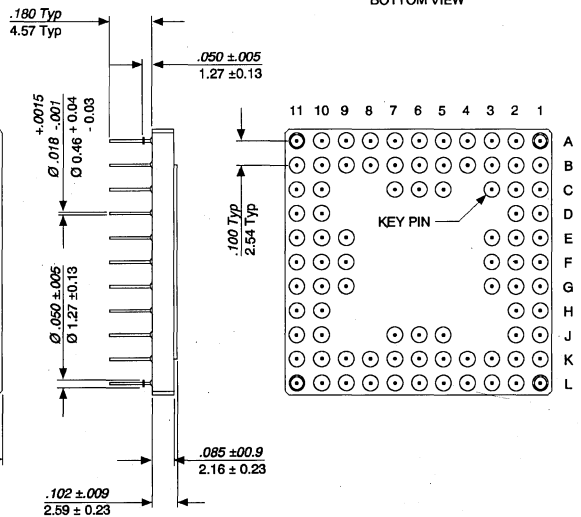 BOTTOM VIEW
.180 Typ
4.57 Typ
.050 ±.005
1.27 ±0.13
+.0015
Ø .018 -.001
Ø 0.46 + 0.04
- 0.03
11 10 9 8 7 6 5 4 3 2 1
A
B
C
D
E
F
G
H
J
K
L
.100 Typ
2.54 Typ
KEY PIN
Ø .050 ±.005
Ø 1.27 ±0.13
.085 ±00.9
2.16 ± 0.23
.102 ±.009
2.59 ± 0.23